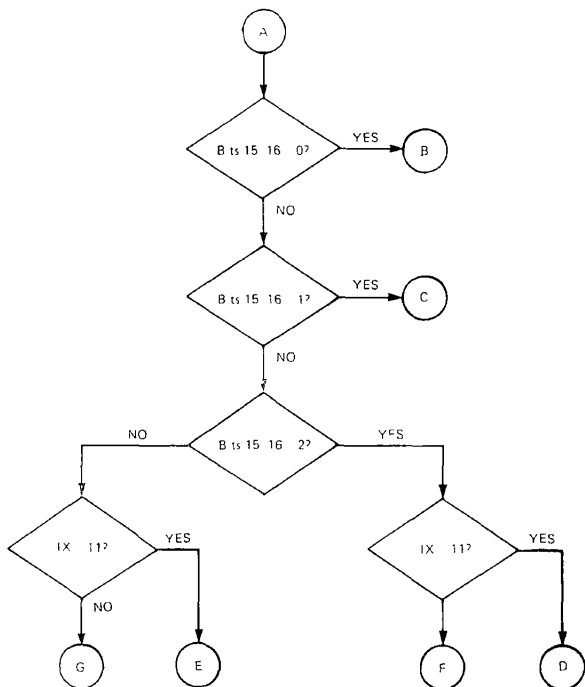 A
B ts 15 16 0?
YES
B
NO
B ts 15 16 1?
YES
C
NO
NO
B ts 15 16 2?
YES
IX 11?
YES
IX 11?
YES
NO
G
E
F
D